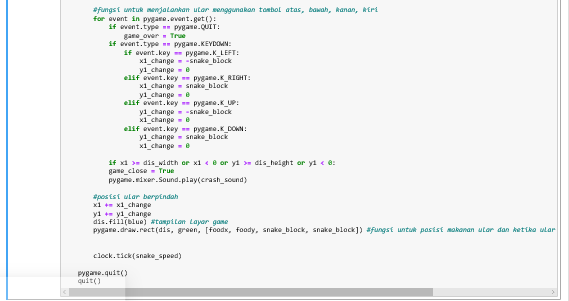 #fungsi untuk menjalankan ular menggunakan tombol atas, bawah, kanan, kiri
for event in pygame.event.get():
if event.type == pygame.QUIT:
game_over = True
if event.type == pygame.KEYDOWN:
if event.key == pygame.K_LEFT:
x1_change = -snake_block
y1_change = 0
elif event.key == pygame.K_RIGHT:
x1_change = snake_block
y1_change = 0
elif event.key == pygame.K_UP:
y1_change = -snake_block
x1_change = 0
elif event.key == pygame.K_DOWN:
y1_change = snake_block
x1_change = 0
if x1 >= dis_width or x1 < 0 or y1 >= dis_height or y1 < 0:
game_close = True
pygame.mixer.Sound.play(crash_sound)
#posisi ular berpindah
x1 += x1_change
y1 += y1_change
dis.fill(blue) #tampilan layar game
pygame.draw.rect(dis, green, [foodx, foody, snake_block, snake_block]) #fungsi untuk posisi makanan ular dan ketika ular
clock.tick(snake_speed)
pygame.quit()
quit()